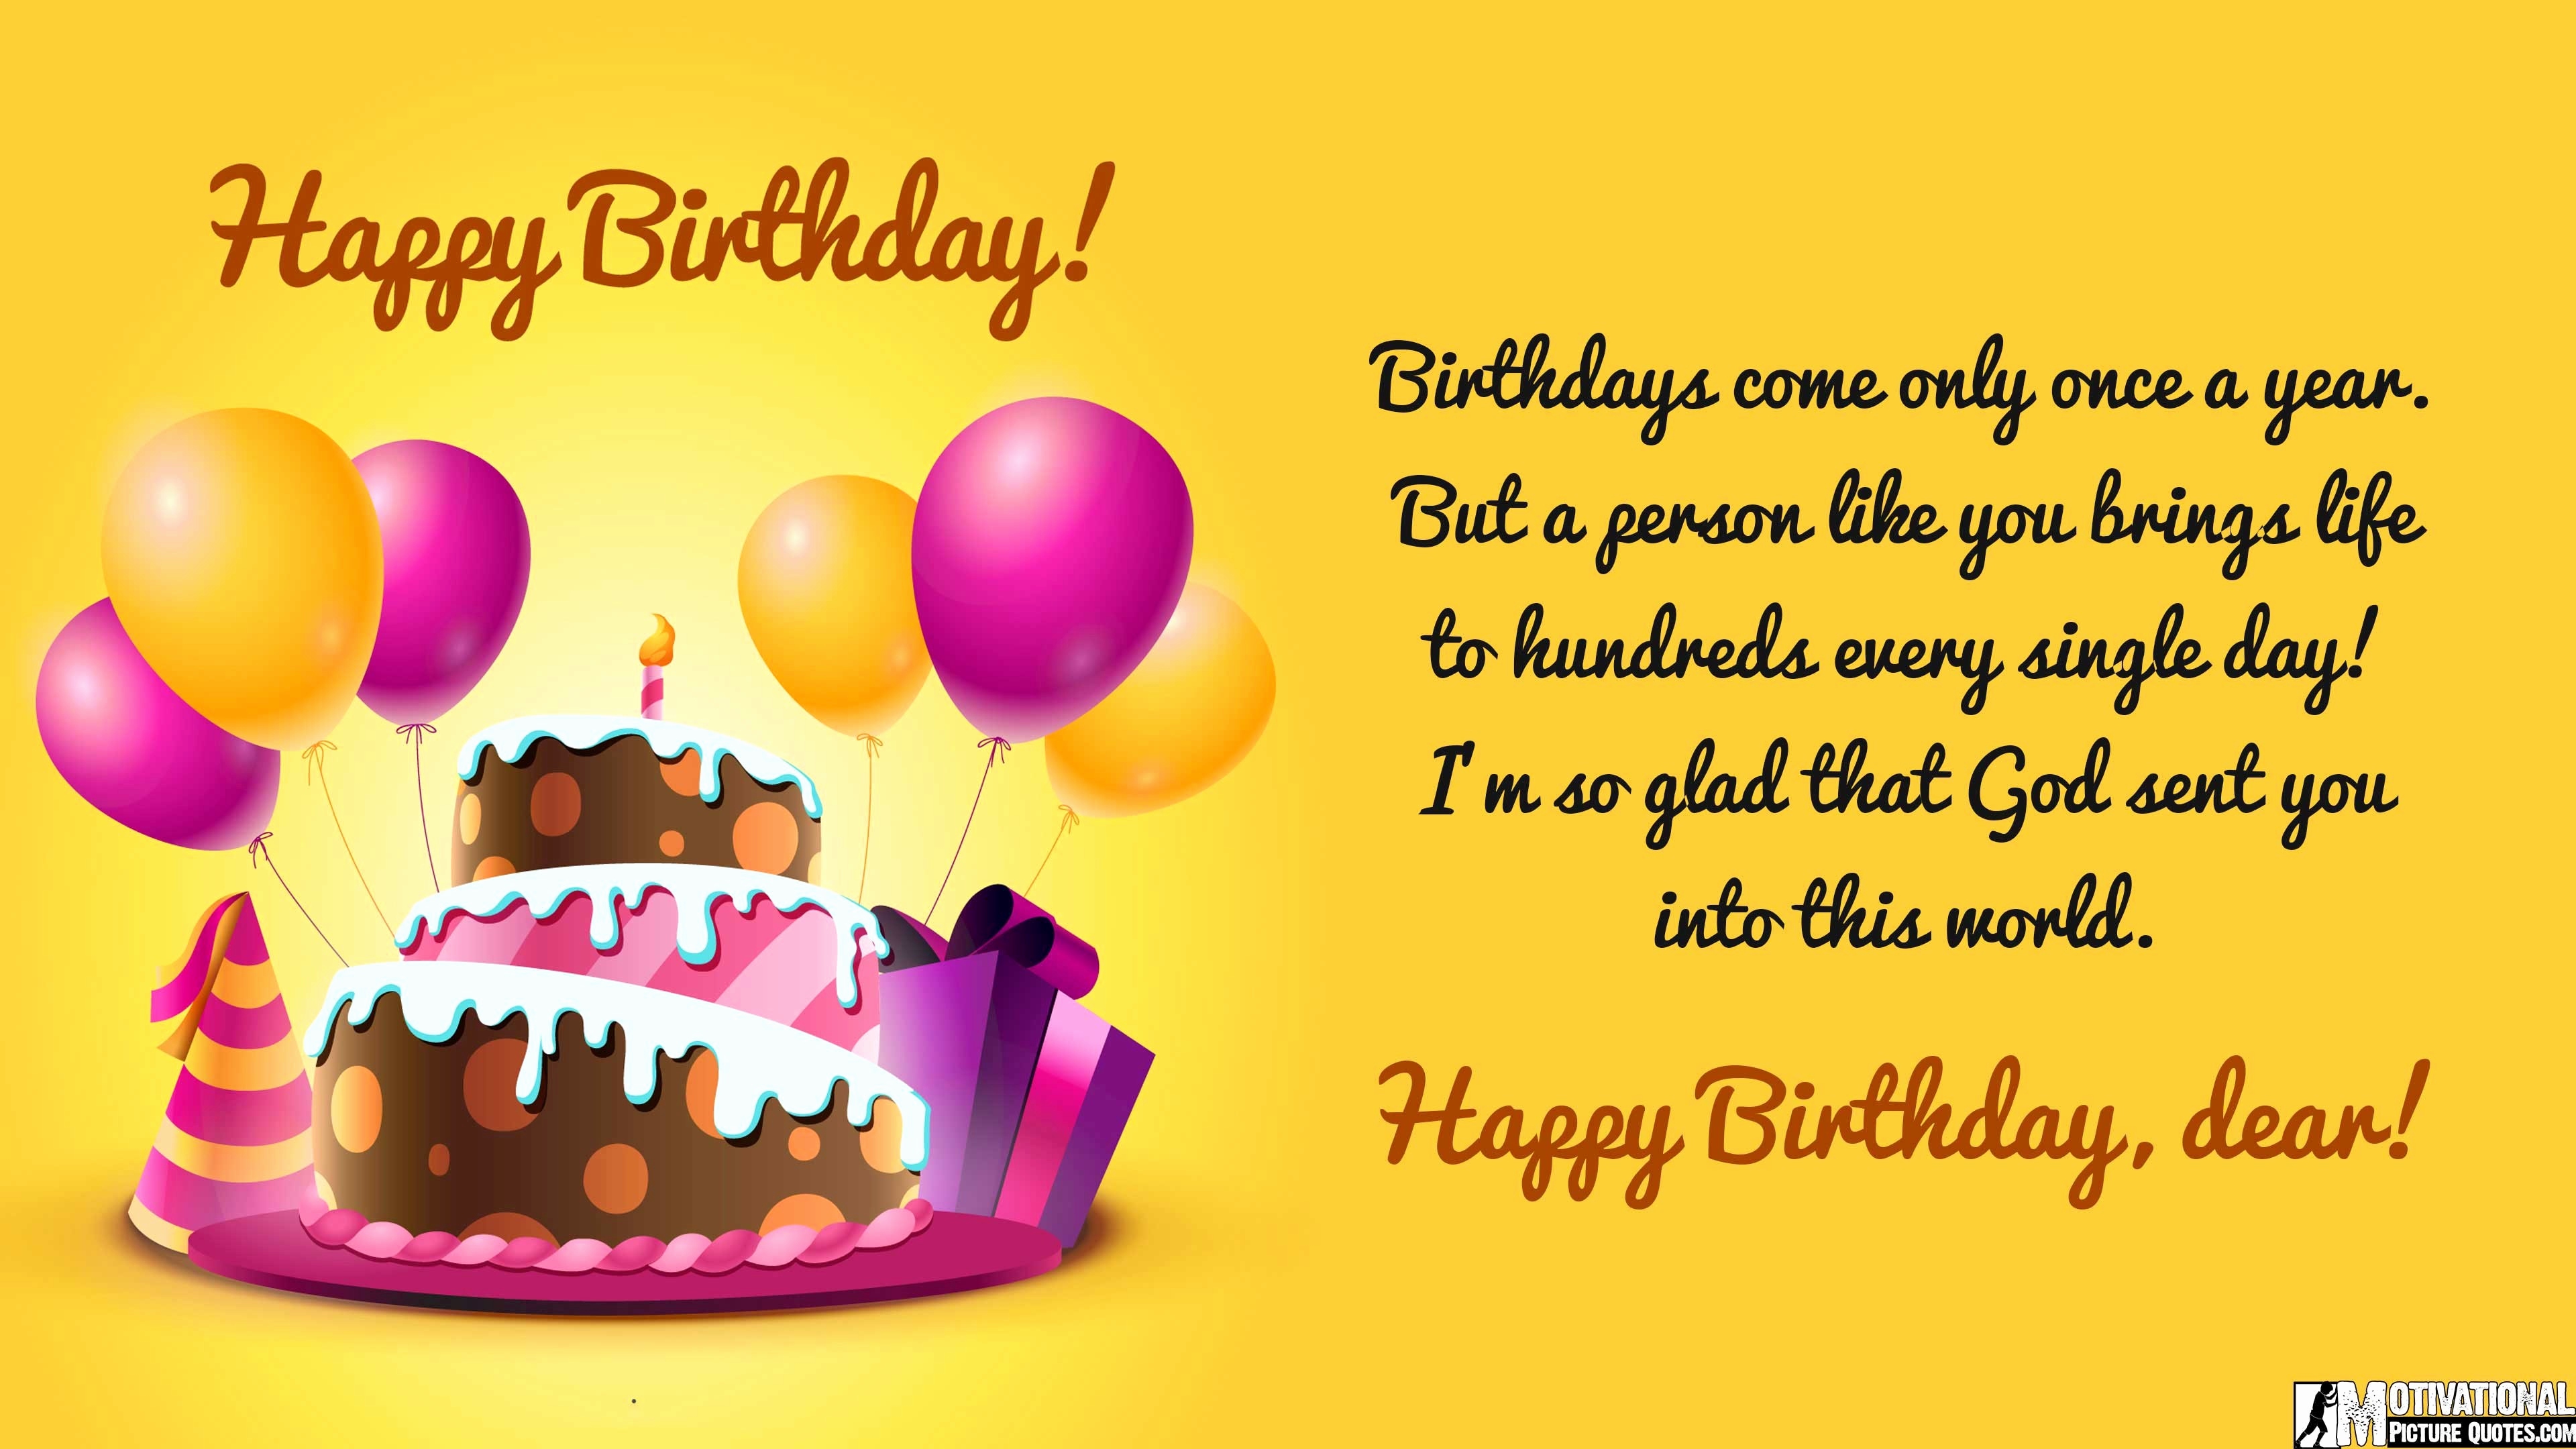 Happy Birthday!
Birthdays come only once a year.
But a person like you brings life
to hundreds every single day!
I'm so glad that God sent you
into this world.
Happy Birthday, dear!
MOTIVATIONAL
PICTURE QUOTES.COM